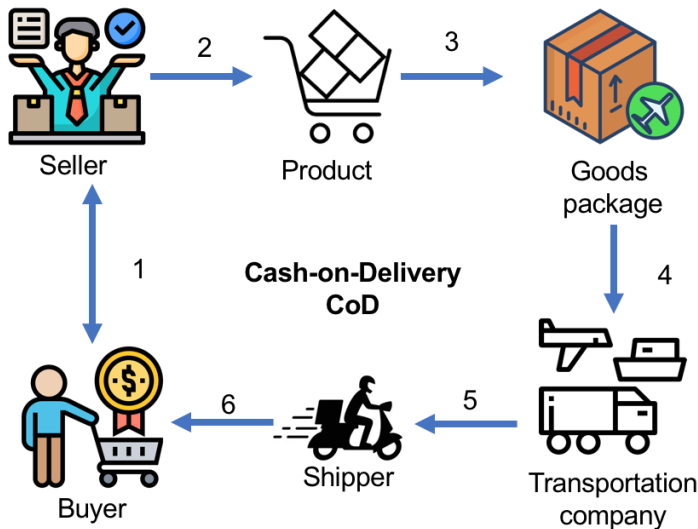 2
3
Seller
Product
Goods
package
1
Cash-on-Delivery
CoD
4
$
6
5
Buyer
Shipper
Transportation
company